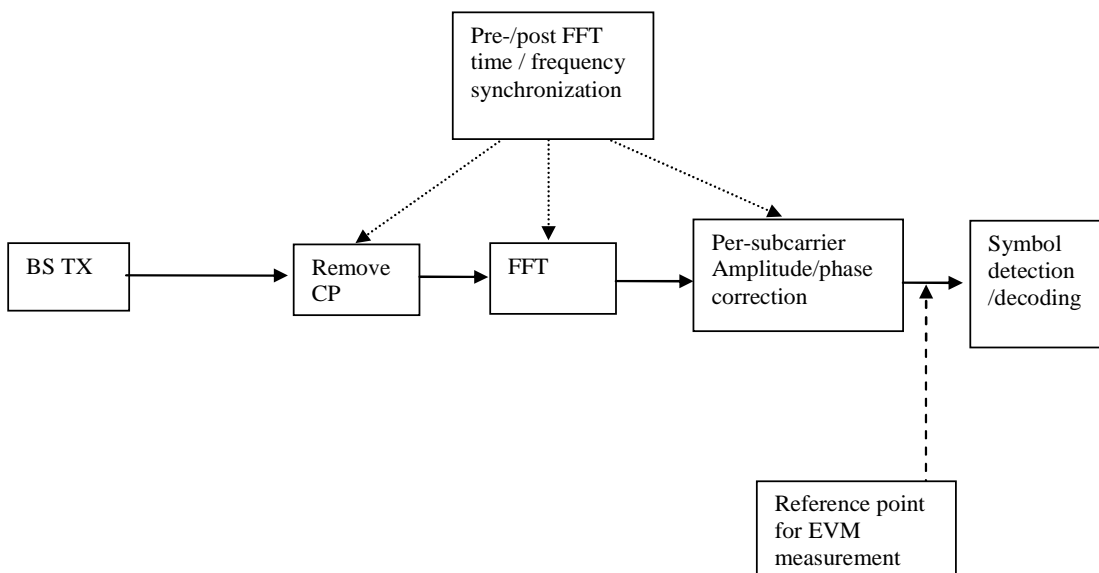 Pre-/post FFT
time / frequency
synchronization
BS TX
Remove
CP
FFT
Per-subcarrier
Amplitude/phase
correction
Symbol
detection
/decoding
Reference point
for EVM
measurement